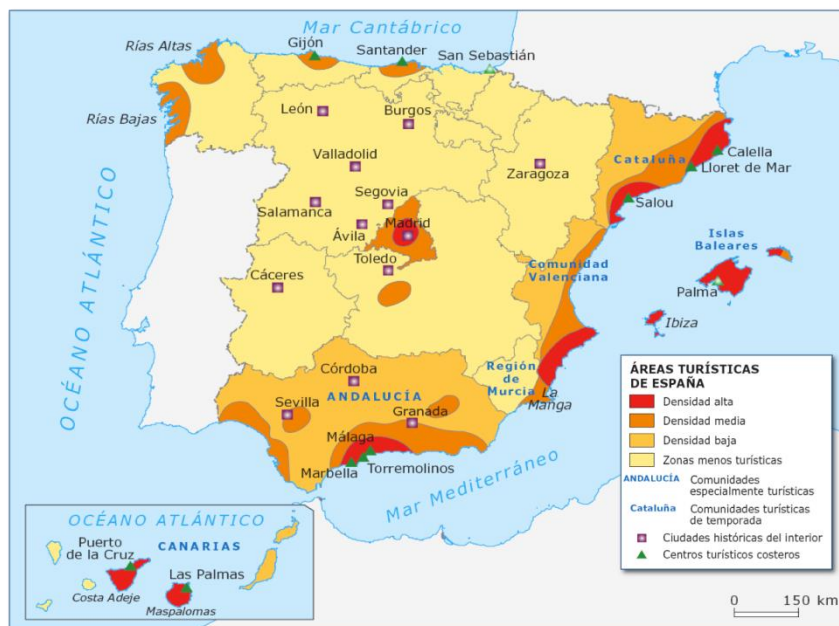 Mar Cantábrico
Rías Altas
Gijón
Santander
San Sebastián
Rías Bajas
León
Burgos
Valladolid
Zaragoza
Cataluña
Calella
Lloret de Mar
Segovia
Salamanca
Madrid
Salou
Ávila
Islas
Baleares
Toledo
Comunidad
Valenciana
Cáceres
Palma
Ibiza
OCÉANO ATLÁNTICO
Córdoba
Región
de
Murcia
La
Manga
ANDALUCÍA
Sevilla
Granada
Málaga
Marbella
Torremolinos
Mar Mediterráneo
OCÉANO ATLÁNTICO
Puerto
de la Cruz
CANARIAS
Las Palmas
Costa Adeje
Maspalomas
ÁREAS TURÍSTICAS
DE ESPAÑA
Densidad alta
Densidad media
Densidad baja
Zonas menos turísticas
ANDALUCÍA Comunidades
especialmente turísticas
Cataluña Comunidades turísticas
de temporada
Ciudades históricas del interior
Centros turísticos costeros
0 150 km